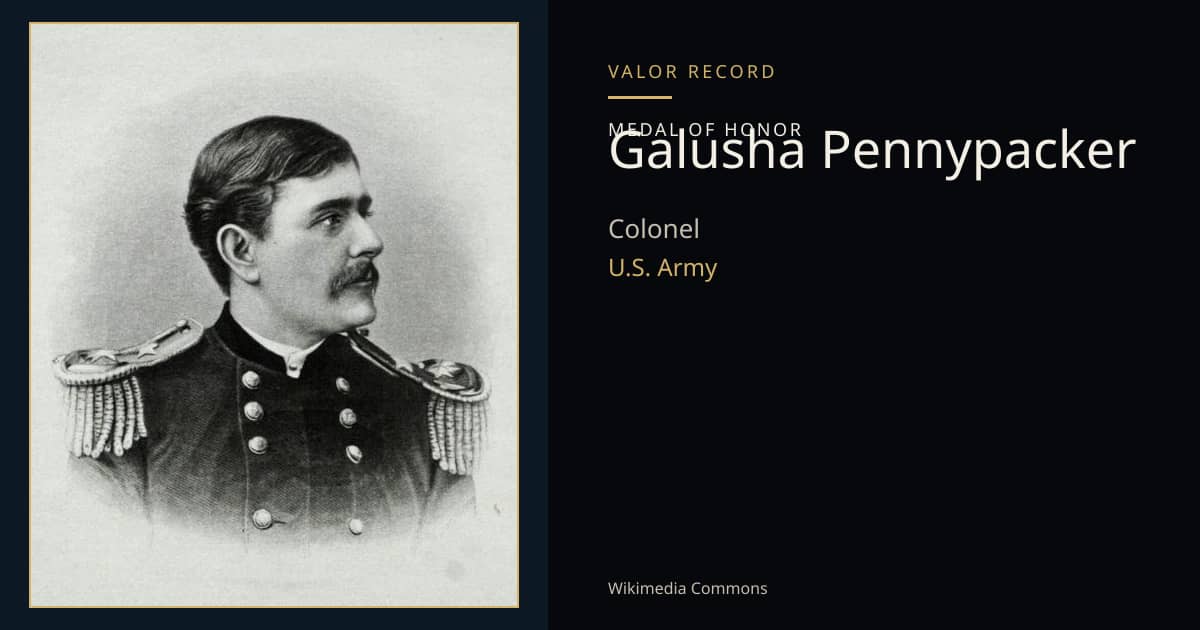 VALOR RECORD
MEDAL OF HONOR
Galusha Pennypacker
Colonel
U.S. Army
Wikimedia Commons